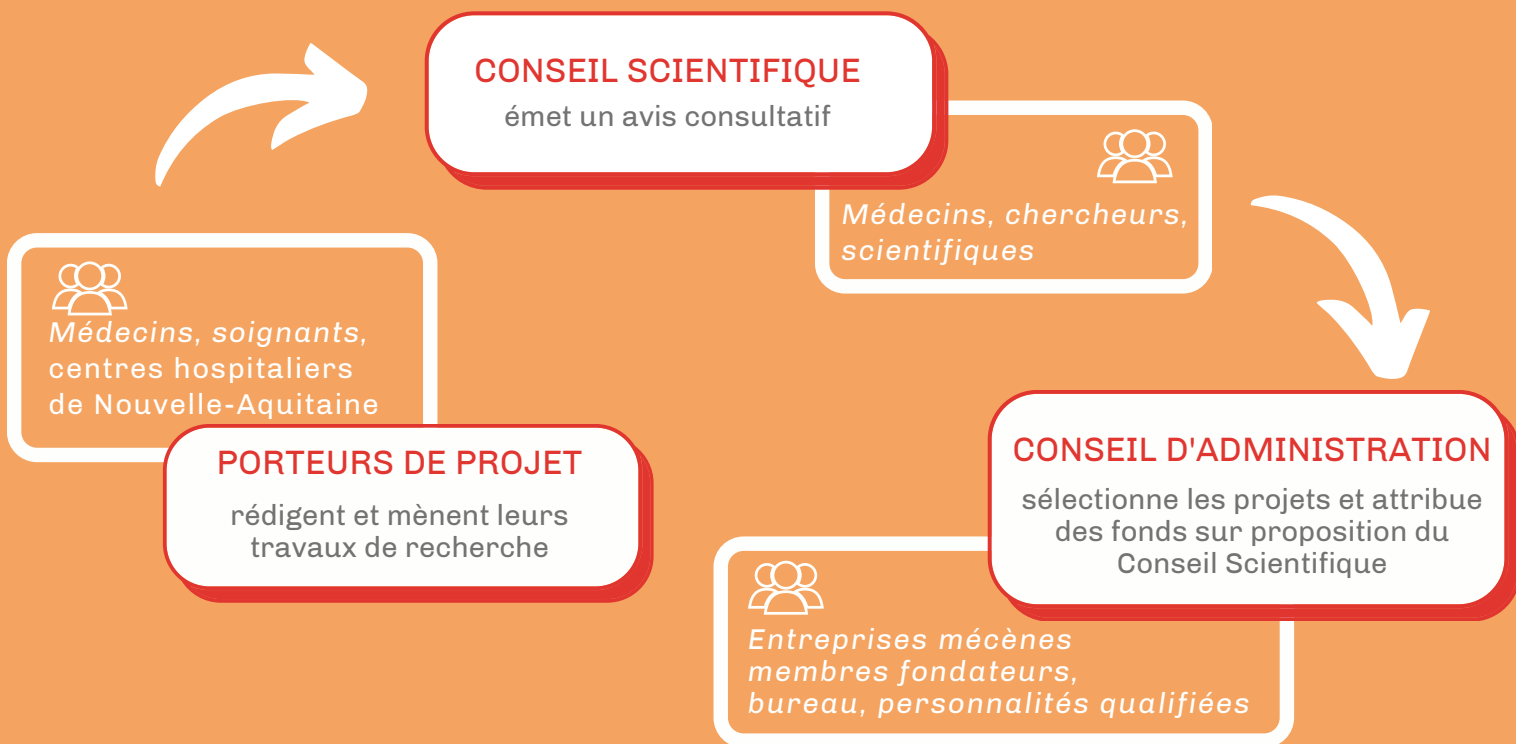 CONSEIL SCIENTIFIQUE
émet un avis consultatif
Médecins, chercheurs,
scientifiques
Médecins, soignants,
centres hospitaliers
de Nouvelle-Aquitaine
PORTEURS DE PROJET
rédigent et mènent leurs
travaux de recherche
CONSEIL D'ADMINISTRATION
sélectionne les projets et attribue
des fonds sur proposition du
Conseil Scientifique
Entreprises mécènes
membres fondateurs,
bureau, personnalités qualifiées